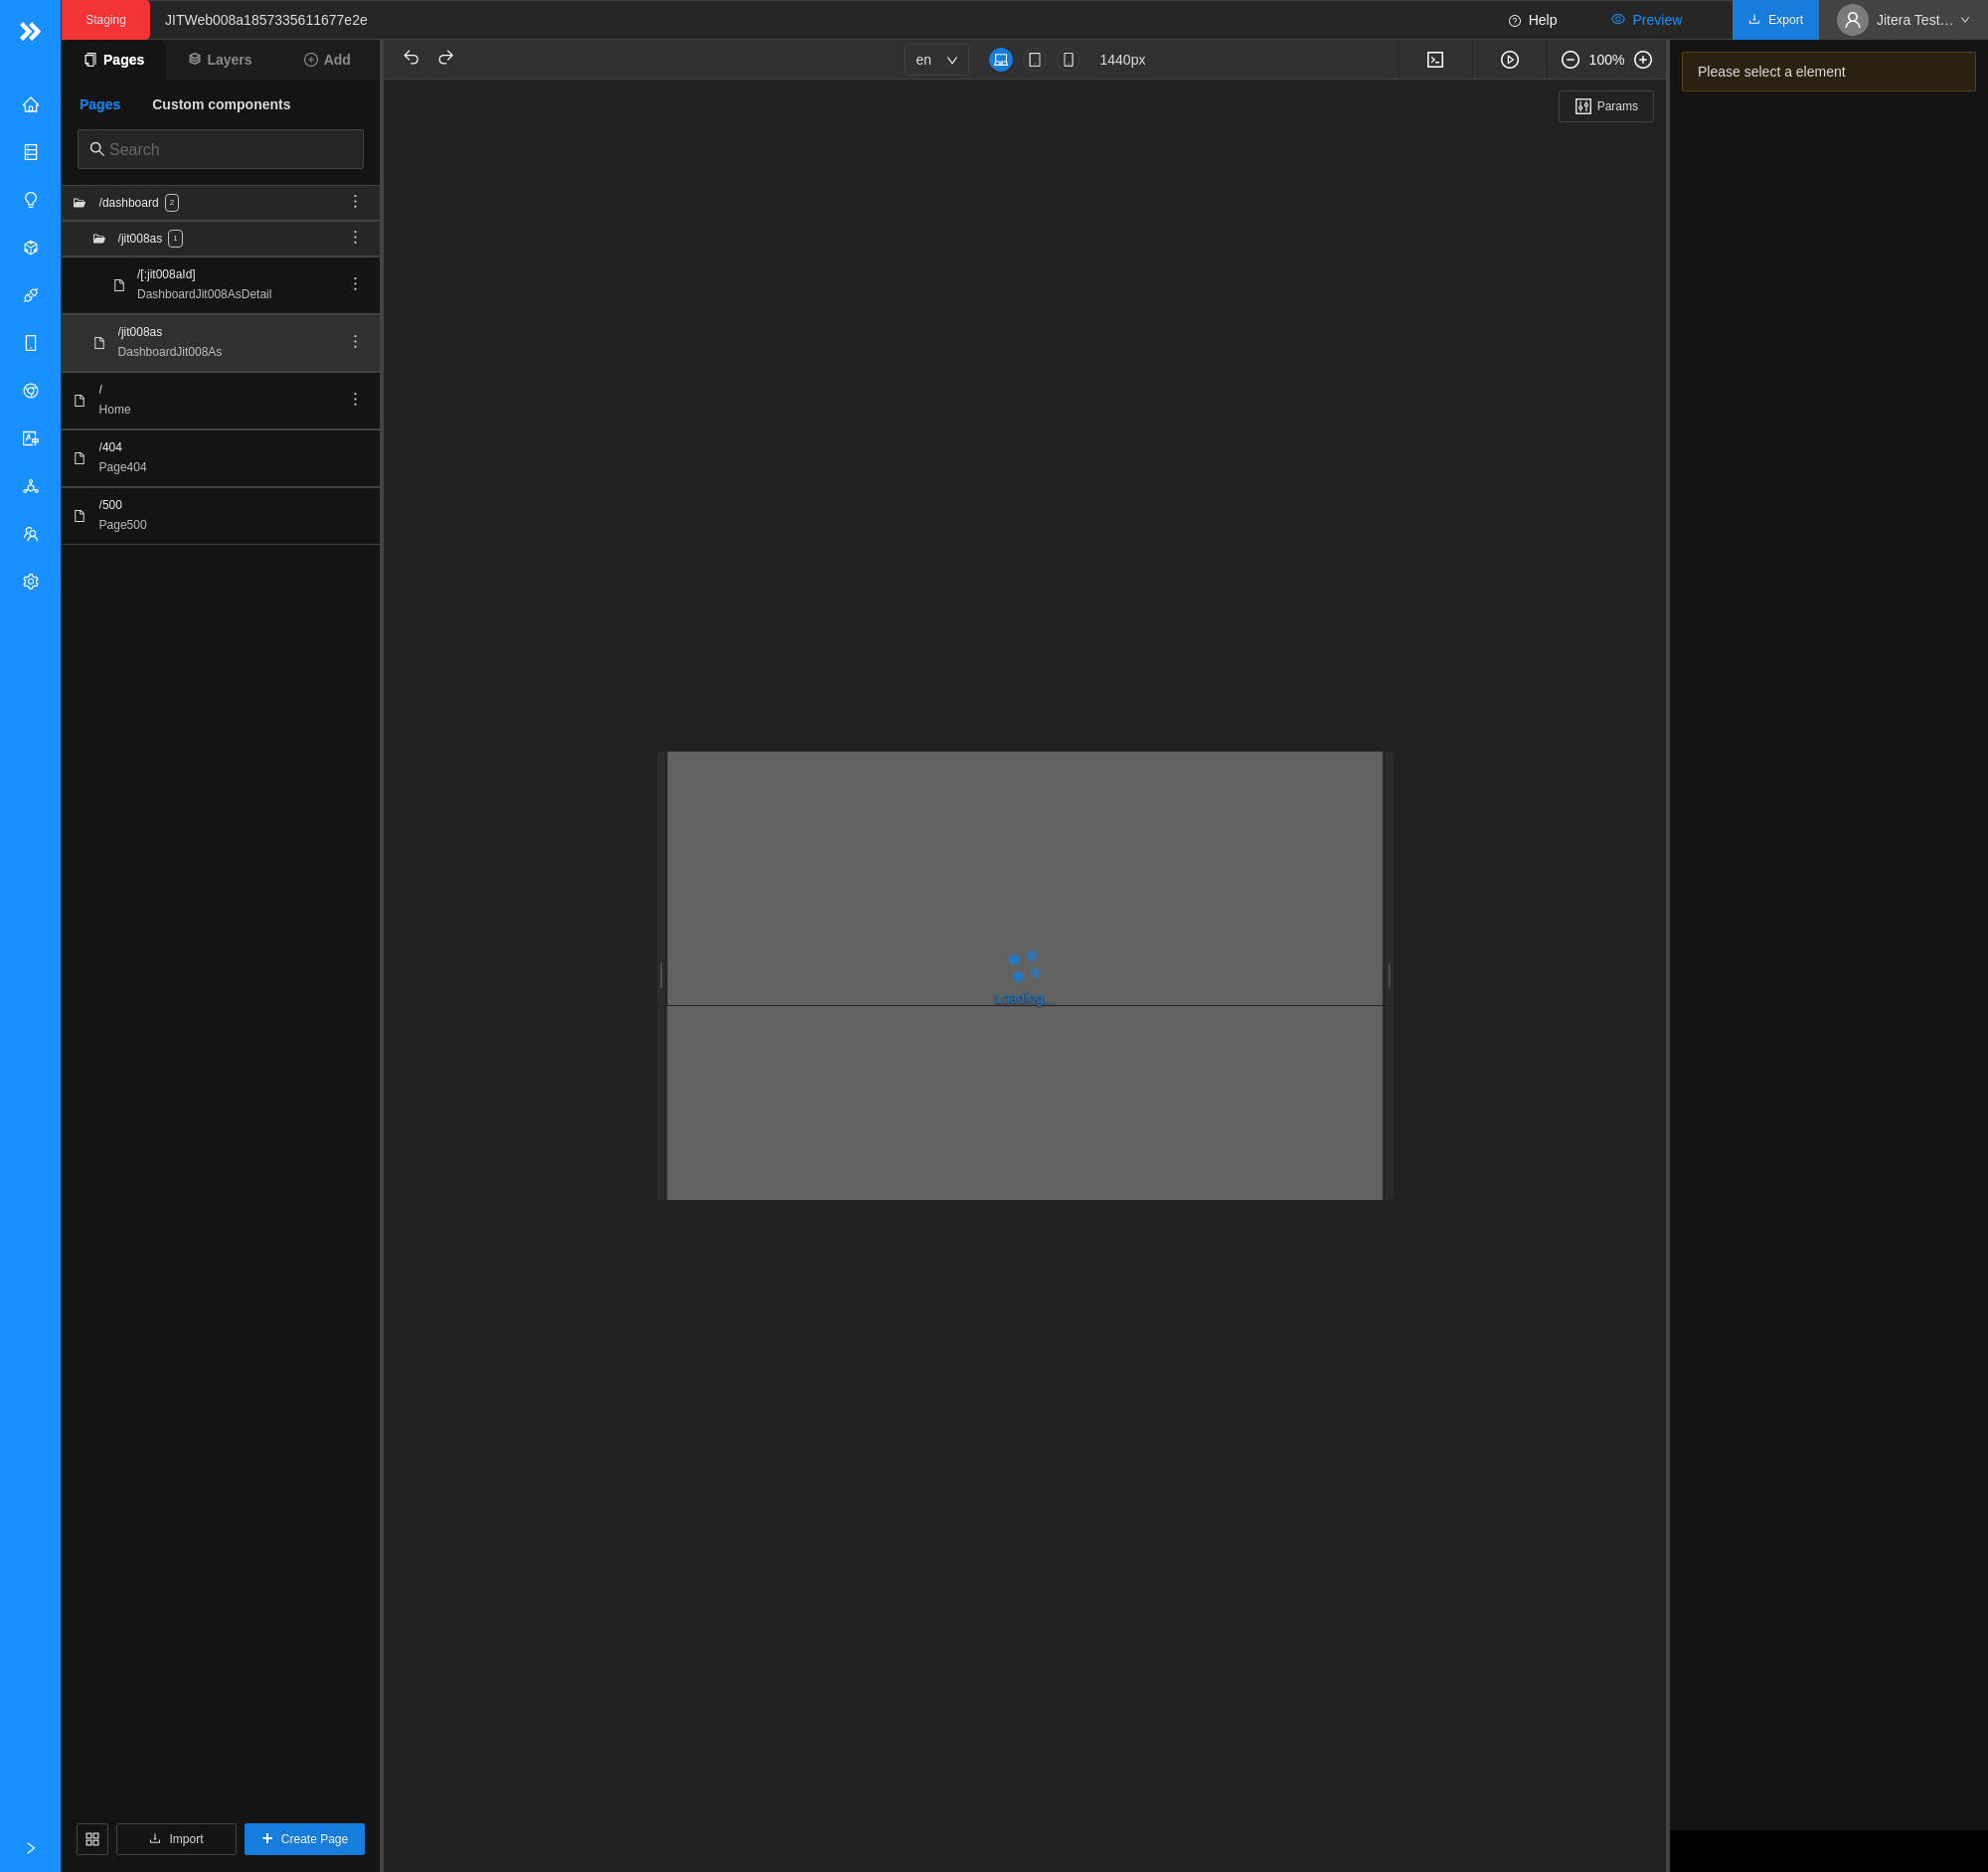 Staging
JITWeb008a1857335611677e2e
Help
Preview
Export
Jitera Test…
Pages
Layers
Add
en
1440px
100%
Please select a element
Pages
Custom components
Params
Search
/dashboard 2
/jit008as 1
/[:jit008aId]
DashboardJit008AsDetail
/jit008as
DashboardJit008As
/
Home
/404
Page404
/500
Page500
Loading...
Import
Create Page